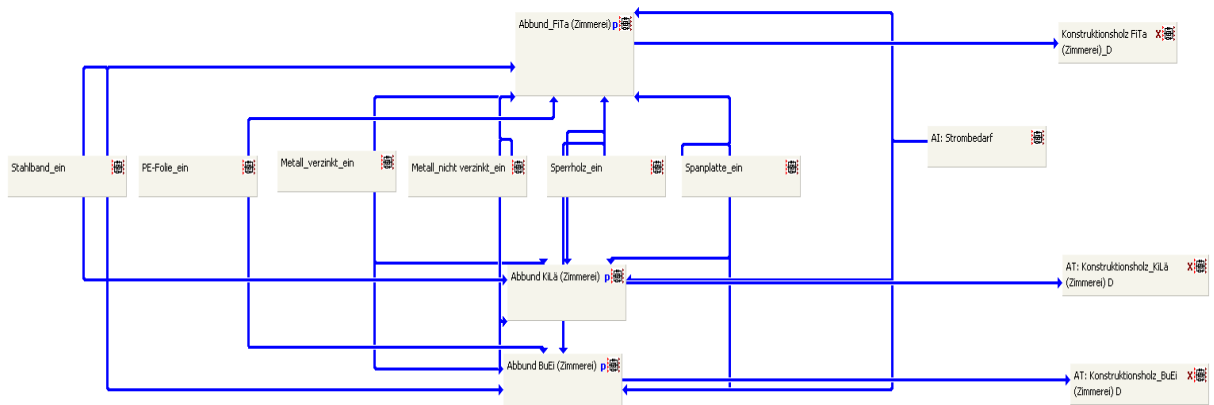 Abbund_FiTa (Zimmerei) p
Konstruktionsholz FiTa X
(Zimmerei)_D
AI: Strombedarf
Stahlband_ein
PE-Folie_ein
Metall_verzinkt_ein
Metall_nicht verzinkt_ein
Sperrholz_ein
Spanplatte_ein
Abbund KiLä (Zimmerei) p
AT: Konstruktionsholz_KiLä X
(Zimmerei) D
Abbund BuEi (Zimmerei) p
AT: Konstruktionsholz_BuEi X
(Zimmerei) D